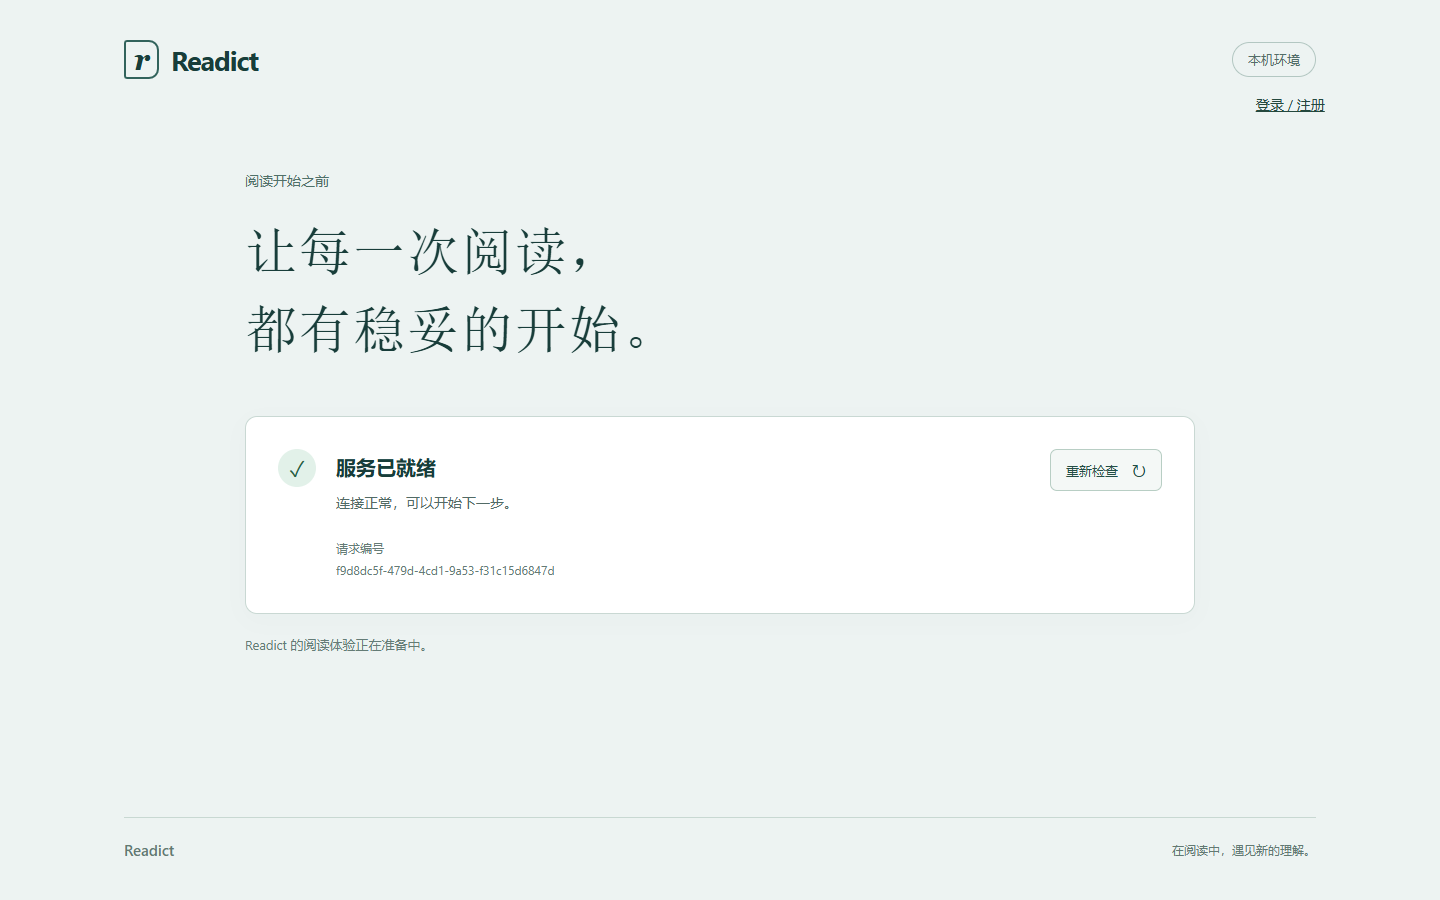 r Readict
本机环境
登录 / 注册
阅读开始之前
让每一次阅读，
都有稳妥的开始。
✓ 服务已就绪
重新检查 ↻
连接正常，可以开始下一步。
请求编号
f9d8dc5f-479d-4cd1-9a53-f31c15d6847d
Readict 的阅读体验正在准备中。
Readict
在阅读中，遇见新的理解。